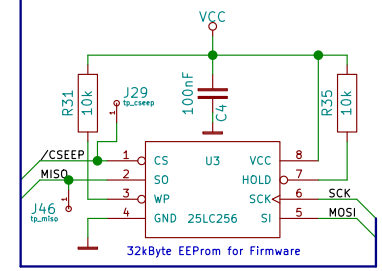 VCC
J29
tp_cseep
R31
10k
100nF
C4
R35
10k
/CSEEP
1
CS
U3
VCC
8
MISO
2
SO
HOLD
7
J46
tp_miso
3
WP
SCK
6
SCK
4
GND
25LC256
SI
5
MOSI
32kByte EEProm for Firmware